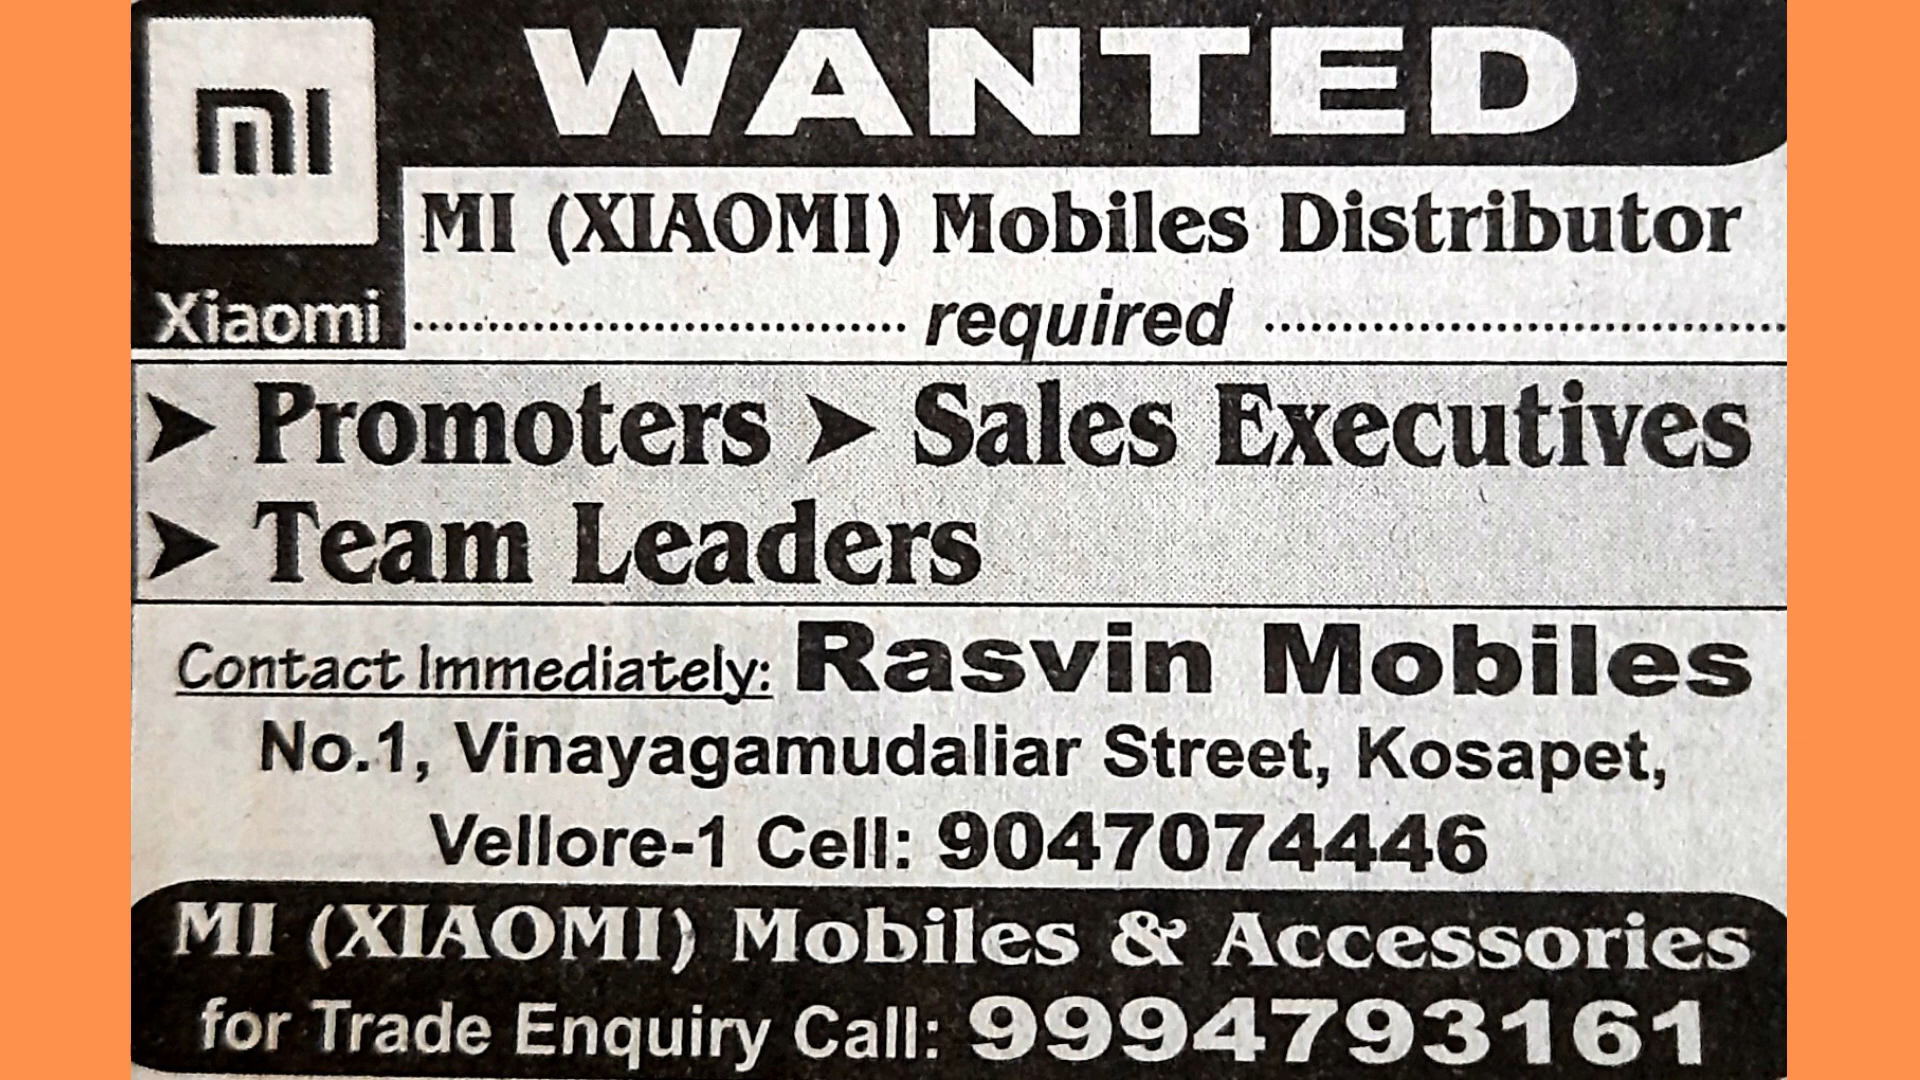 mi
WANTED
MI (XIAOMI) Mobiles Distributor
Xiaomi
required
➤ Promoters ➤ Sales Executives
➤ Team Leaders
Contact Immediately: Rasvin Mobiles
No.1, Vinayagamudaliar Street, Kosapet,
Vellore-1 Cell: 9047074446
MI (XIAOMI) Mobiles & Accessories
for Trade Enquiry Call: 9994793161